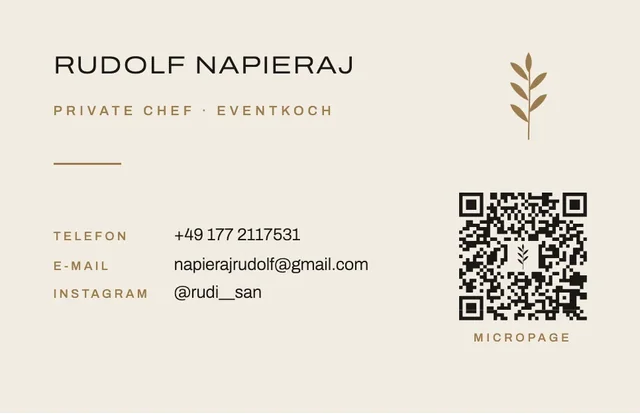 RUDOLF NAPIERAJ
PRIVATE CHEF · EVENTKOCH
TELEFON +49 177 2117531
E-MAIL napierajrudolf@gmail.com
INSTAGRAM @rudi__san
MICROPAGE